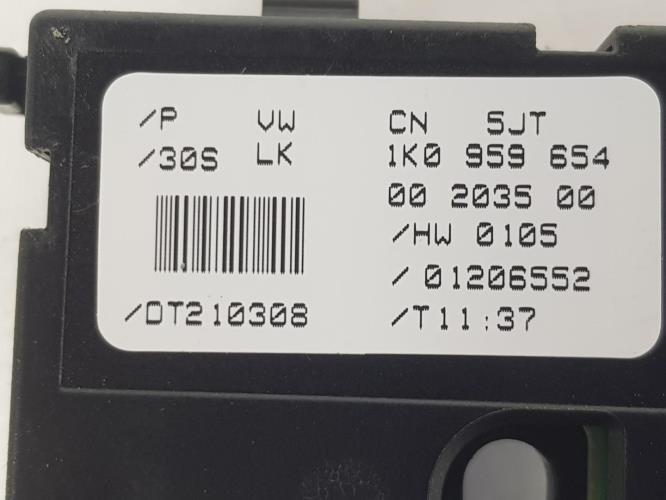 /P VW CN 5JT
/30S LK 1K0 959 654
00 2035 00
/HW 0105
/ 01206552
/DT210308 /T11:37